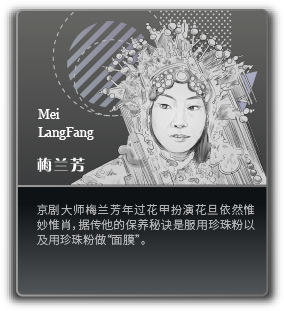 Mei
LangFang
梅兰芳
京剧大师梅兰芳年过花甲扮演花旦依然惟
妙惟肖,据传他的保养秘诀是服用珍珠粉以
及用珍珠粉做“面膜”。